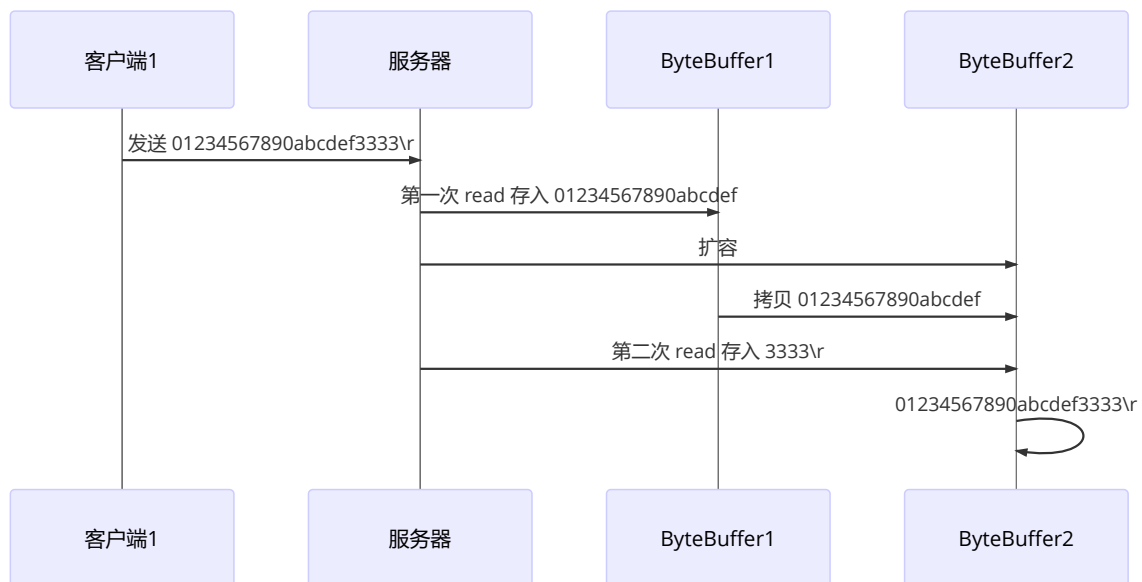 客户端1
服务器
ByteBuffer1
ByteBuffer2
发送 01234567890abcdef3333\r
第一次 read 存入 01234567890abcdef
扩容
拷贝 01234567890abcdef
第二次 read 存入 3333\r
01234567890abcdef3333\r
客户端1
服务器
ByteBuffer1
ByteBuffer2